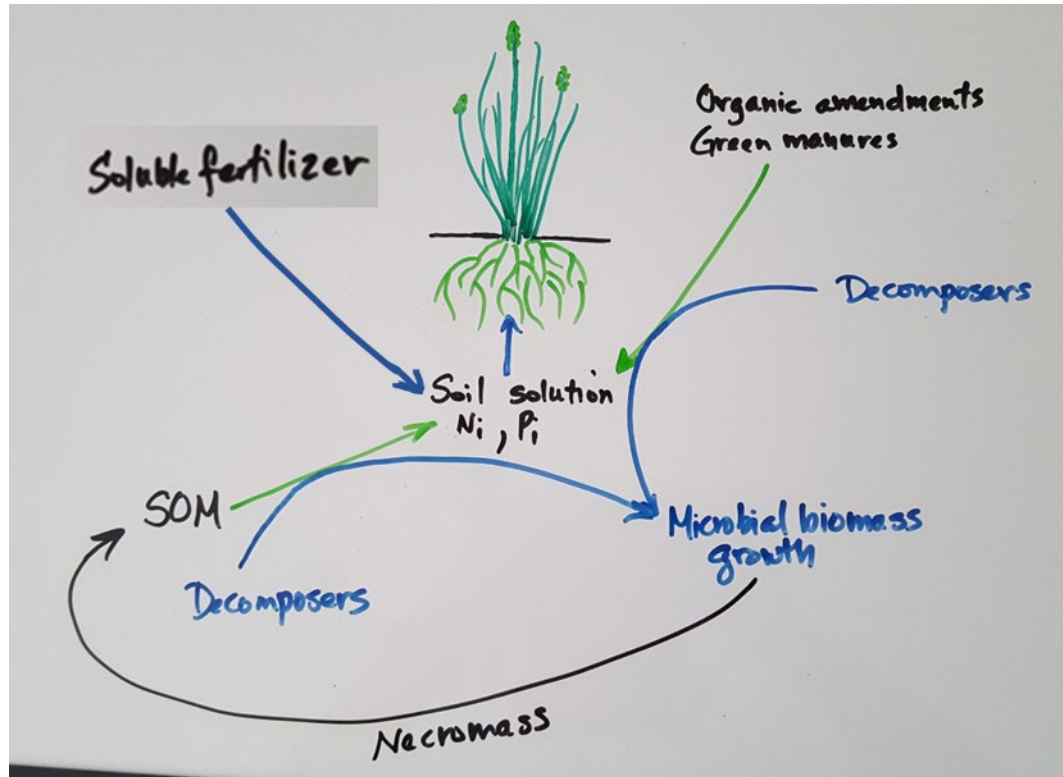 Soluble fertilizer
Organic amendments
Green manures
Decomposers
Soil solution
Ni, Pi
SOM
Microbial biomass
growth
Decomposers
Necromass